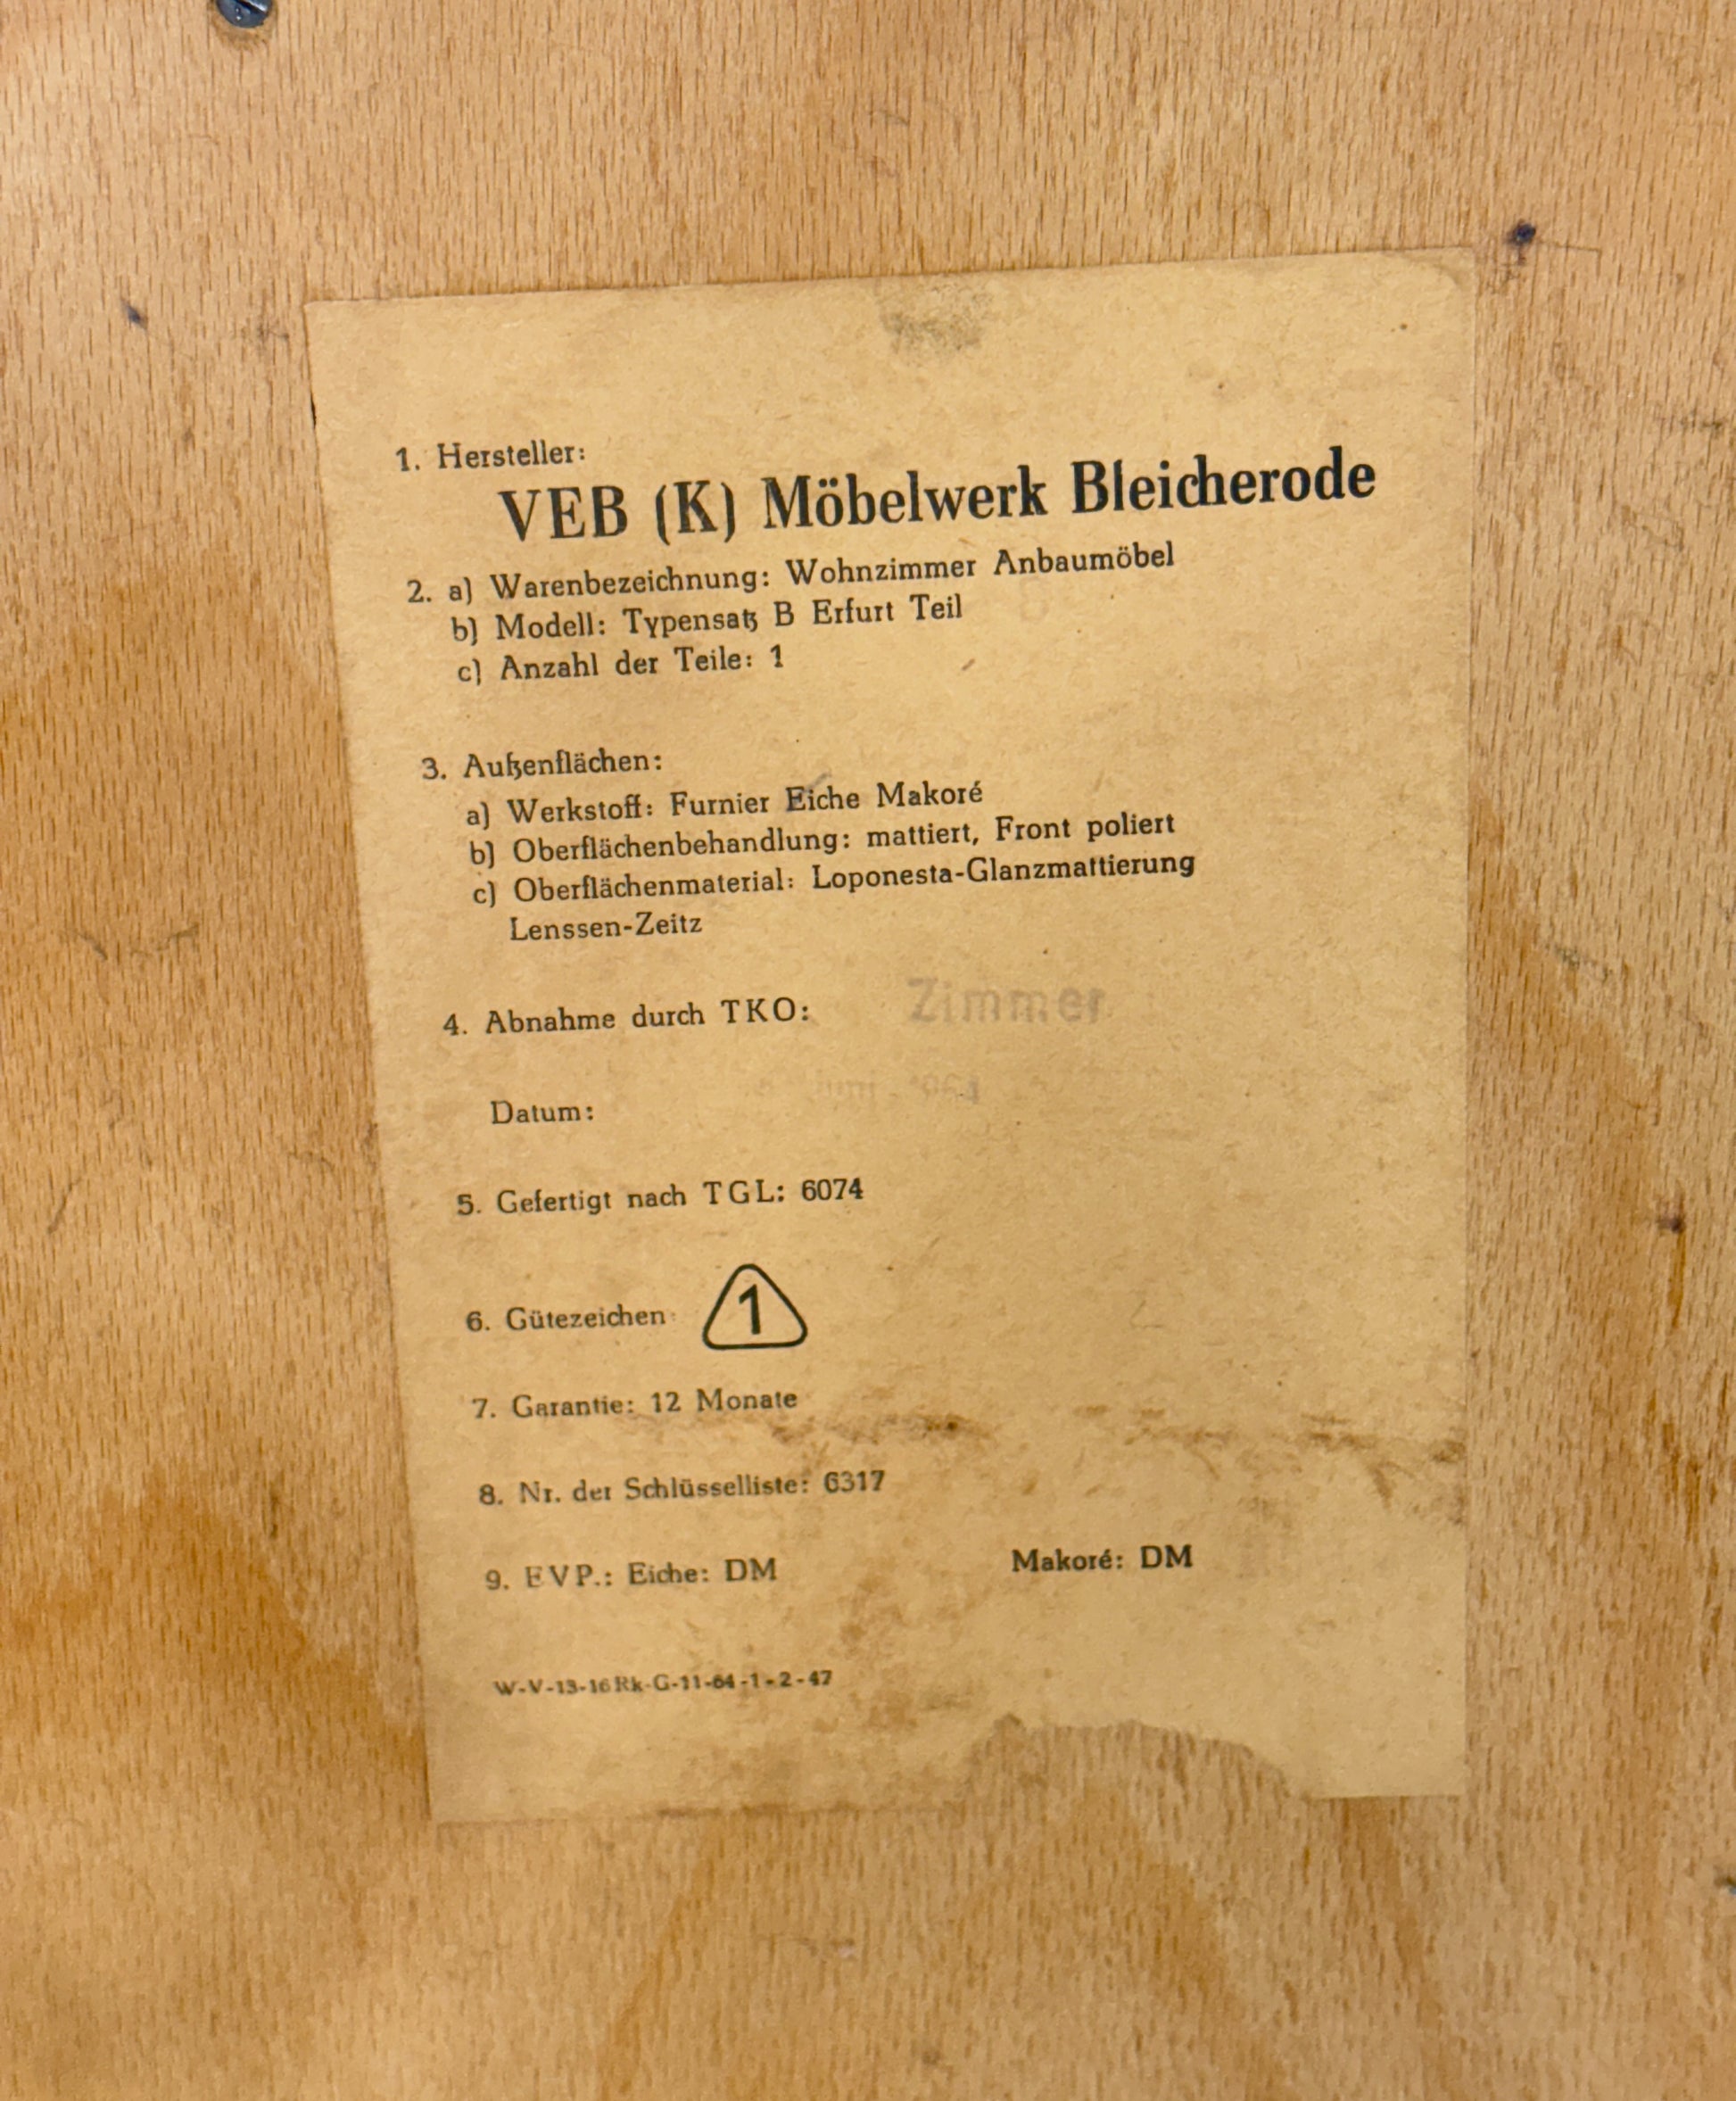 1. Hersteller:
VEB (K) Möbelwerk Bleicherode
2. a) Warenbezeichnung: Wohnzimmer Anbaumöbel
b) Modell: Typensatz B Erfurt Teil
c) Anzahl der Teile: 1
3. Außenflächen:
a) Werkstoff: Furnier Eiche Makoré
b) Oberflächenbehandlung: mattiert, Front poliert
c) Oberflächenmaterial: Loponesta-Glanzmattierung
Lenssen-Zeitz
4. Abnahme durch TKO: Zimmer
Datum:
5. Gefertigt nach TGL: 6074
6. Gütezeichen 1
7. Garantie: 12 Monate
8. Nr. der Schlüsselliste: 6317
9. EVP.: Eiche: DM Makoré: DM
W-V-13-16 Rk-G-11-64-1-2-47